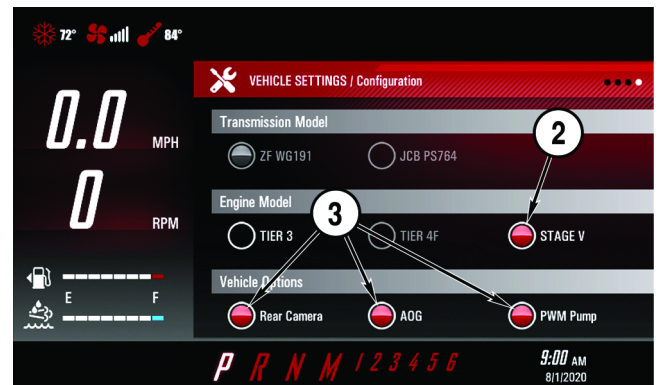 72° 84°
VEHICLE SETTINGS / Configuration
0.0 MPH
0 RPM
E F
Transmission Model
ZF WG191 JCB PS764
2
Engine Model
3
TIER 3 TIER 4F STAGE V
Vehicle Options
Rear Camera AOG PWM Pump
P R N M 1 2 3 4 5 6
9:00 AM
8/1/2020